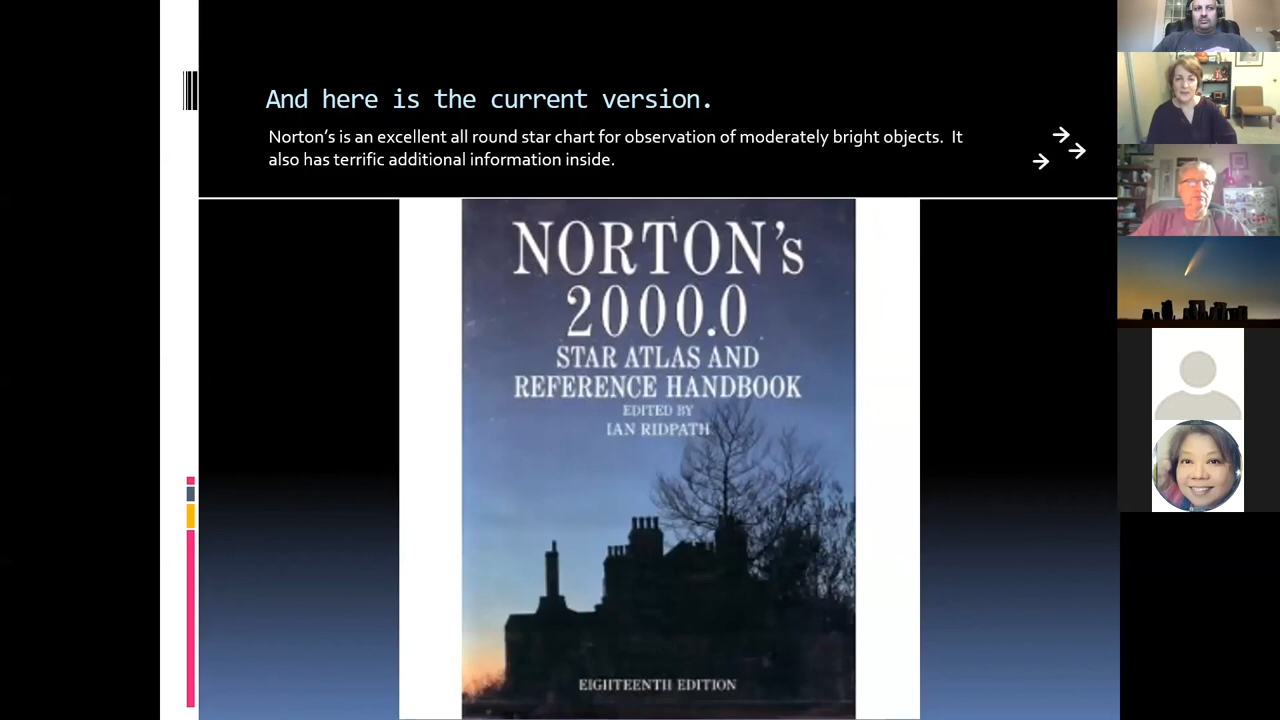 And here is the current version.
Norton's is an excellent all round star chart for observation of moderately bright objects.  It
also has terrific additional information inside.
NORTON's
2000.0
STAR ATLAS AND
REFERENCE HANDBOOK
EDITED BY
IAN RIDPATH
EIGHTEENTH EDITION